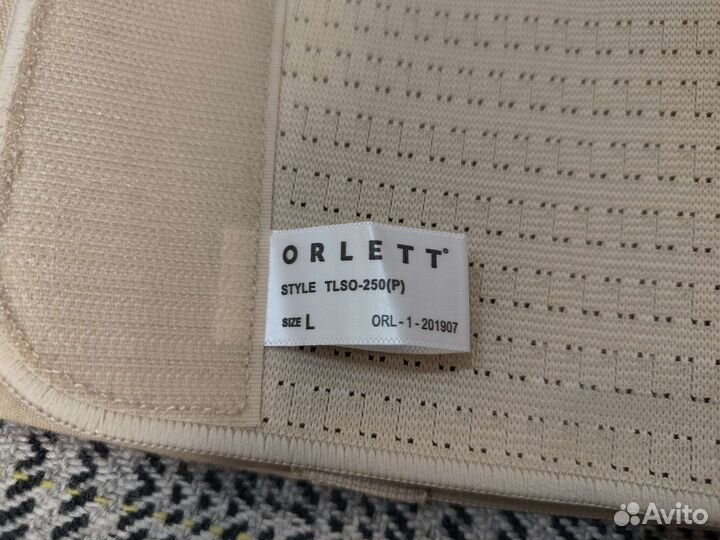 ORLETT®
STYLE TLSO-250(P)
SIZE L ORL-1-201907
Avito